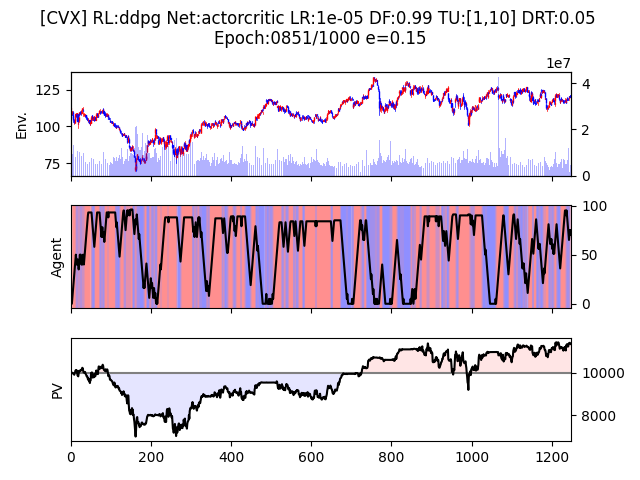 [CVX] RL:ddpg Net:actorcritic LR:1e-05 DF:0.99 TU:[1,10] DRT:0.05
Epoch:0851/1000 e=0.15
1e7
125
100
75
Env.
4
2
0
Agent
100
50
0
PV
10000
8000
0 200 400 600 800 1000 1200